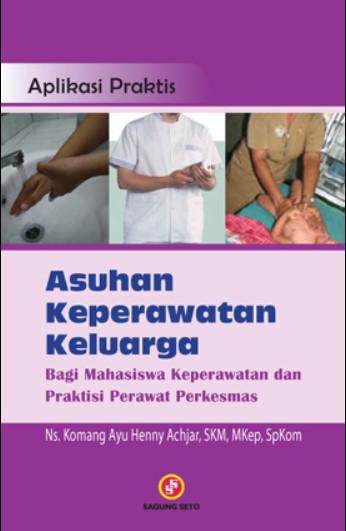 Aplikasi Praktis
Asuhan
Keperawatan
Keluarga
Bagi Mahasiswa Keperawatan dan
Praktisi Perawat Perkesmas
Ns. Komang Ayu Henny Achjar, SKM, MKep, SpKom
SS
SAGUNG SETO